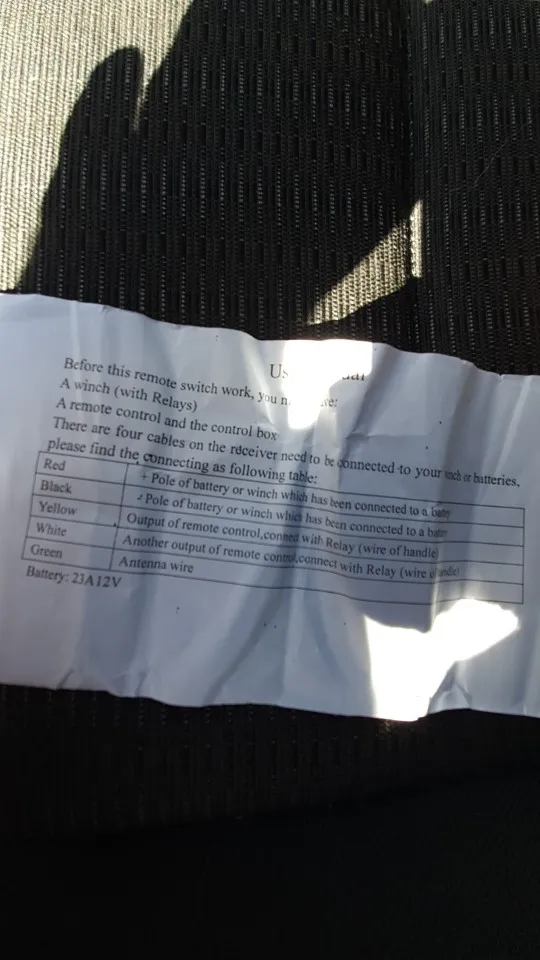 Before this remote switch work, you
A winch (with Relays)
A remote control and the control box
There are four cables on the receiver need to be connected to your winch or batteries,
please find the connecting as following table:
Red + Pole of battery or winch which has been connected to a
Black - Pole of battery or winch which has been connected to a
Yellow Output of remote control,conned with Relay (wire of handle)
White Another output of remote control,connect with Relay (wire of handle)
Green Antenna wire
Battery: 23A12V